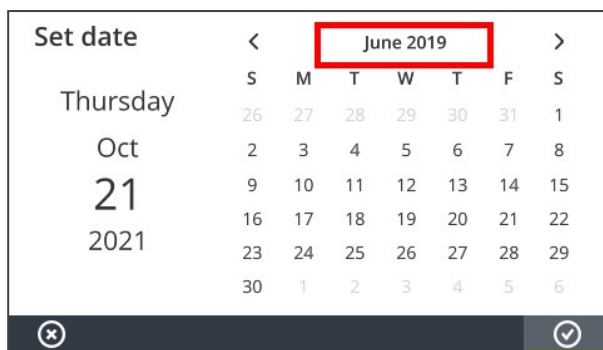 Set date
Thursday
Oct
21
2021
June 2019
S M T W T F S
26 27 28 29 30 31 1
2 3 4 5 6 7 8
9 10 11 12 13 14 15
16 17 18 19 20 21 22
23 24 25 26 27 28 29
30 1 2 3 4 5 6